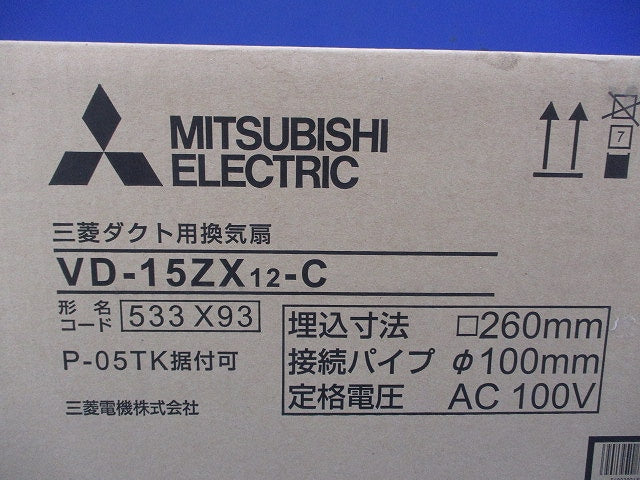 MITSUBISHI
ELECTRIC
7
三菱ダクト用換気扇
VD-15ZX12-C
形名
コード 533X93
P-05TK据付可
三菱電機株式会社
埋込寸法 □260mm
接続パイプ φ100mm
定格電圧 AC 100V